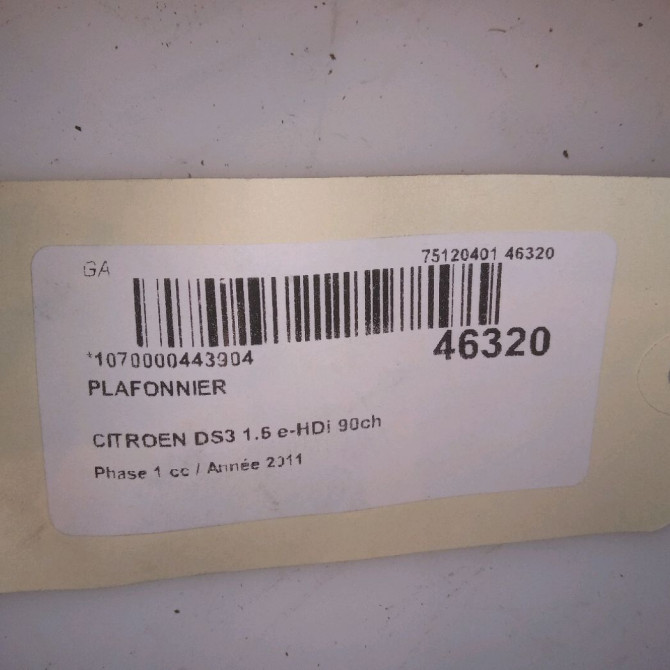 GA
75120401 46320
*1070000443904
46320
PLAFONNIER
CITROEN DS3 1.6 e-HDi 90ch
Phase 1 cc / Année 2011